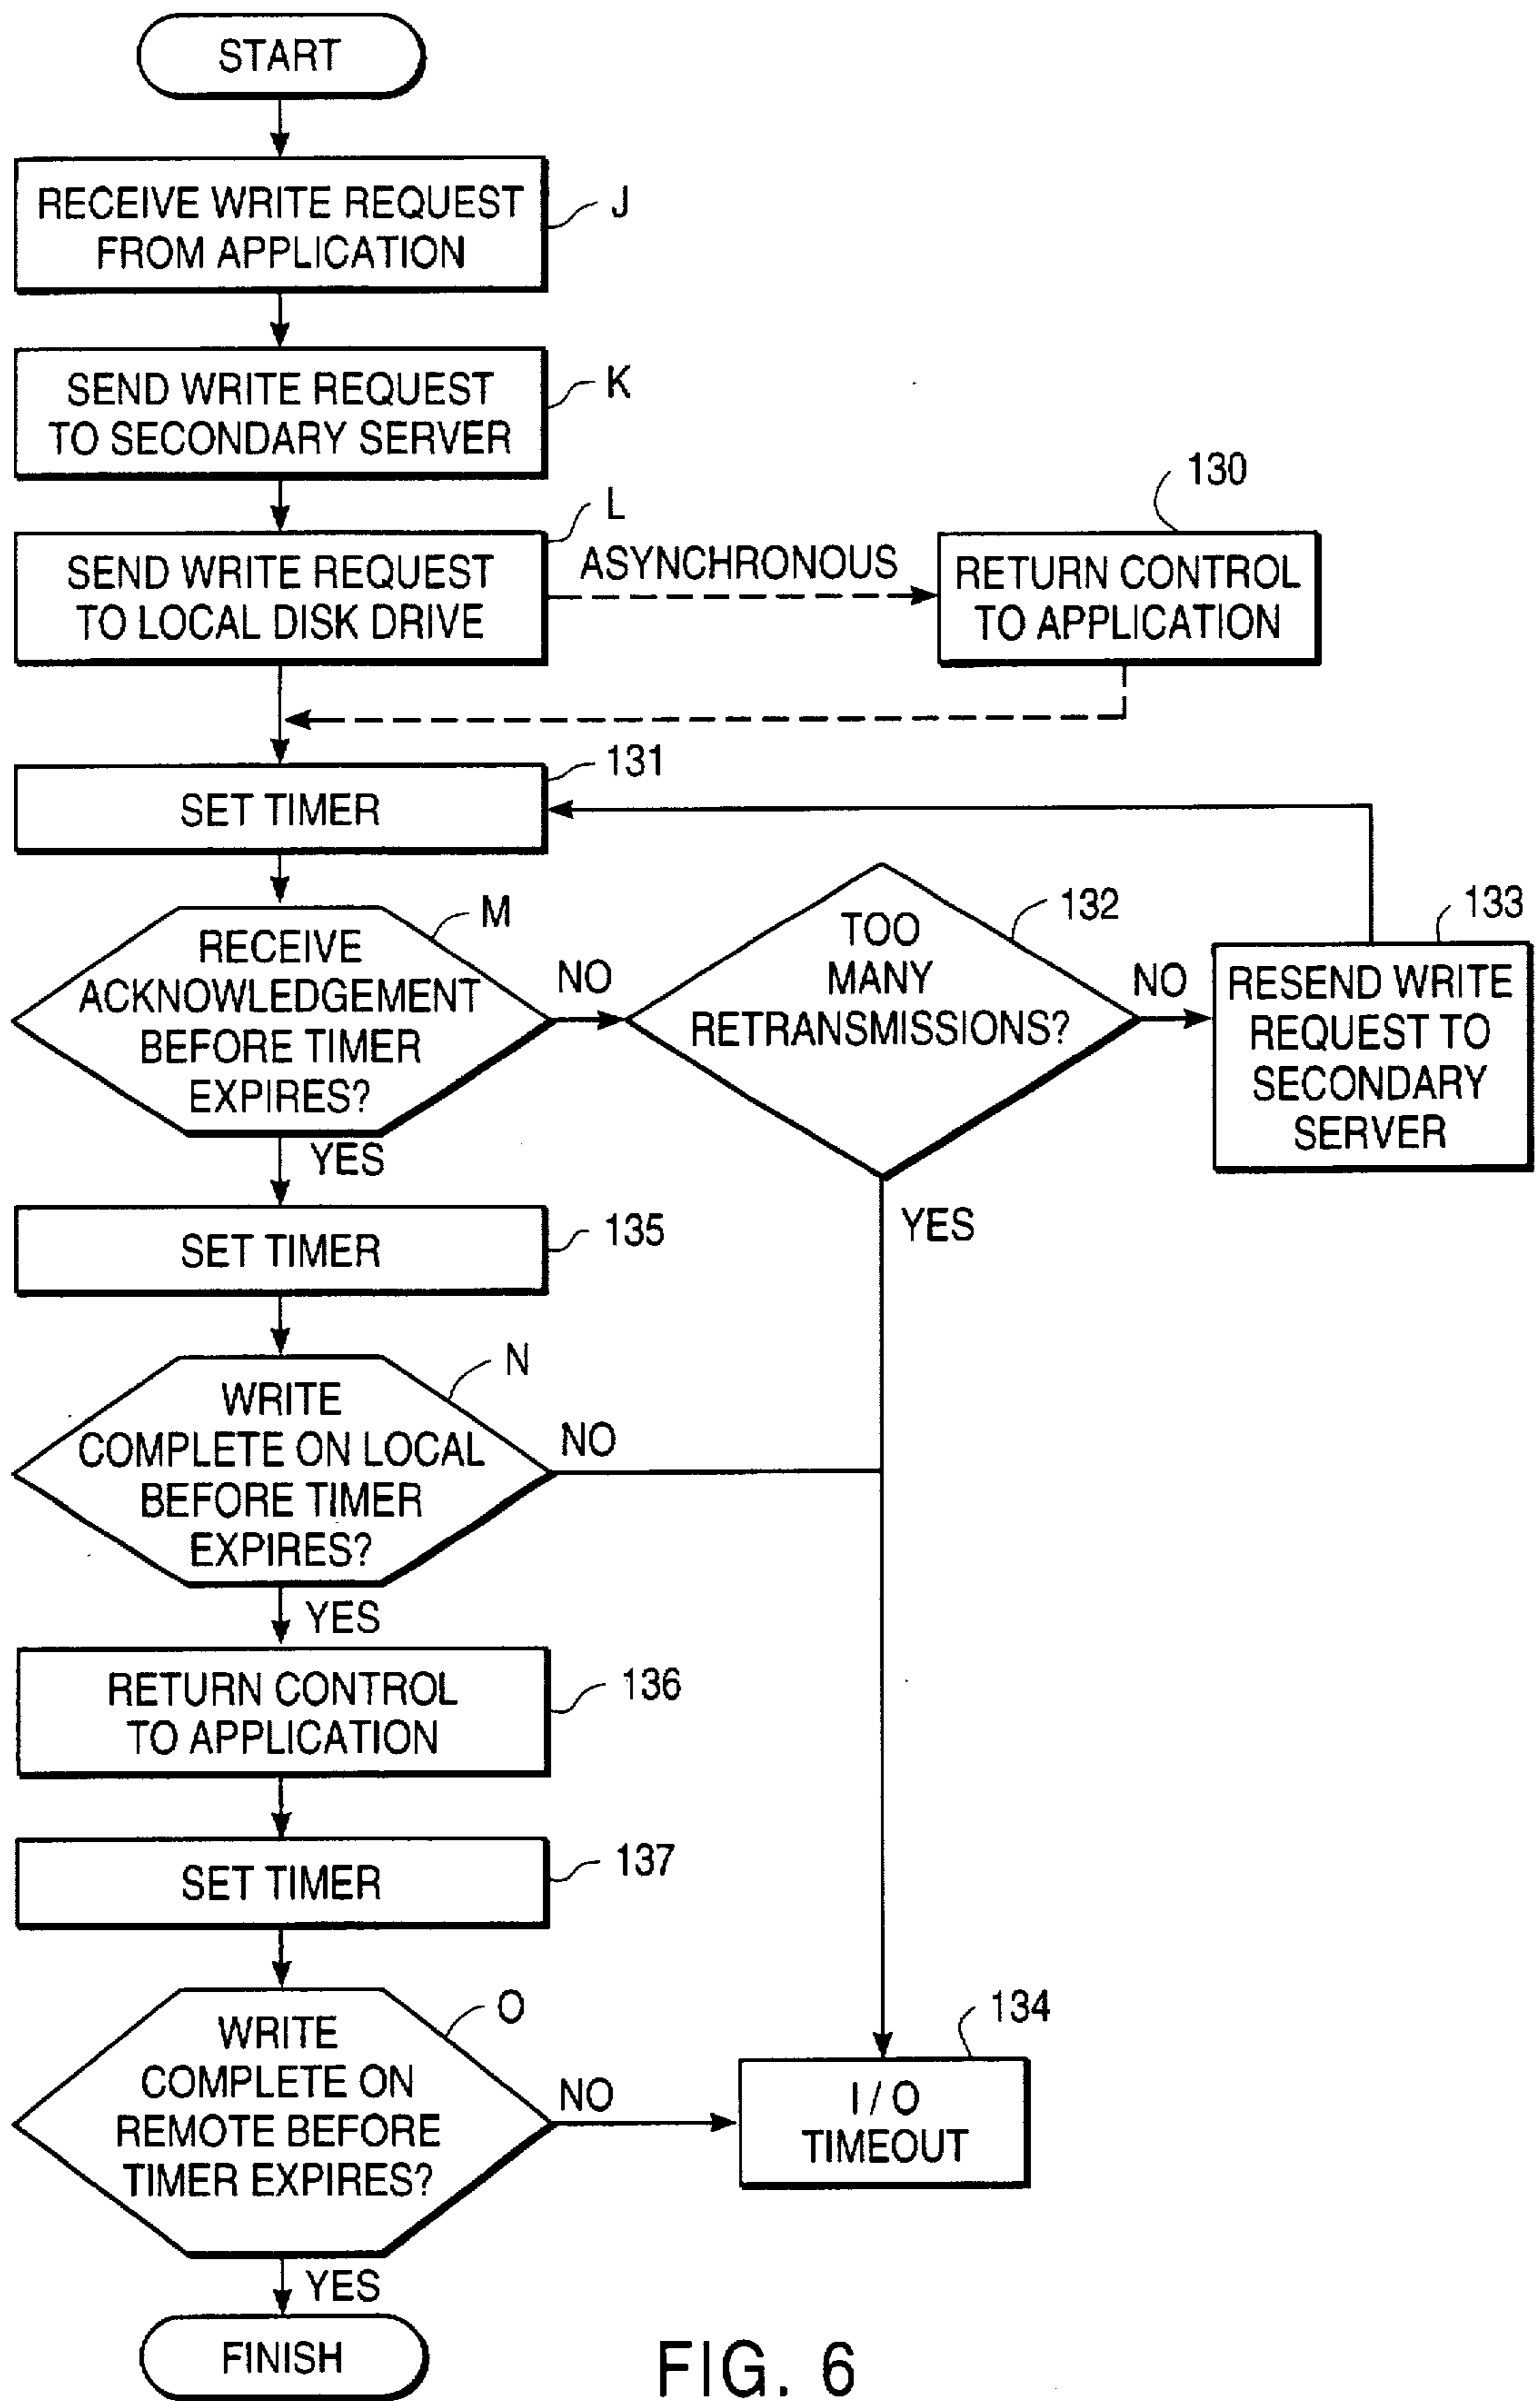 START
RECEIVE WRITE REQUEST
FROM APPLICATION
J
SEND WRITE REQUEST
TO SECONDARY SERVER
K
SEND WRITE REQUEST
TO LOCAL DISK DRIVE
L
ASYNCHRONOUS
130
RETURN CONTROL
TO APPLICATION
131
SET TIMER
M
RECEIVE
ACKNOWLEDGEMENT
BEFORE TIMER
EXPIRES?
NO
YES
132
TOO
MANY
RETRANSMISSIONS?
NO
YES
133
RESEND WRITE
REQUEST TO
SECONDARY
SERVER
135
SET TIMER
N
WRITE
COMPLETE ON LOCAL
BEFORE TIMER
EXPIRES?
NO
YES
136
RETURN CONTROL
TO APPLICATION
137
SET TIMER
O
WRITE
COMPLETE ON
REMOTE BEFORE
TIMER EXPIRES?
NO
YES
134
I / O
TIMEOUT
FINISH
FIG. 6